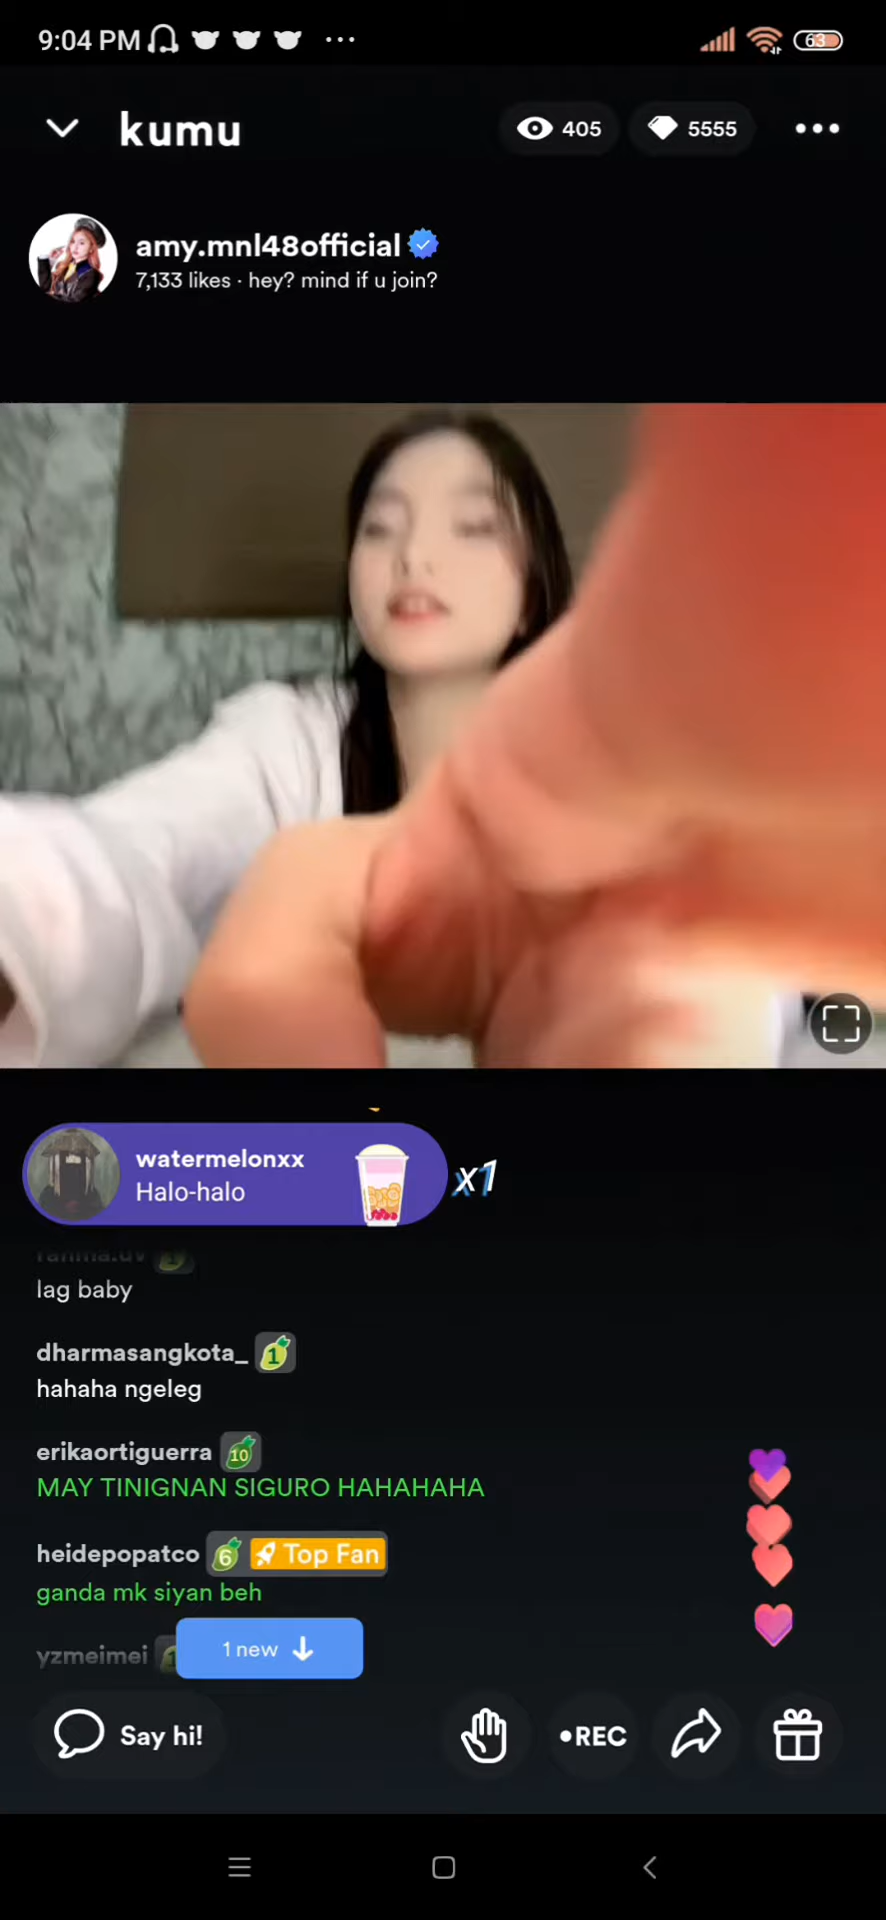 9:04 PM
63
kumu
405
5555
amy.mnl48official
7,133 likes · hey? mind if u join?
watermelonxx
Halo-halo
x1
lag baby
dharmasangkota_ 1
hahaha ngeleg
erikaortiguerra 10
MAY TINIGNAN SIGURO HAHAHAHA
heidepopatco 6 Top Fan
ganda mk siyan beh
yzmeimei
1 new
Say hi!
REC